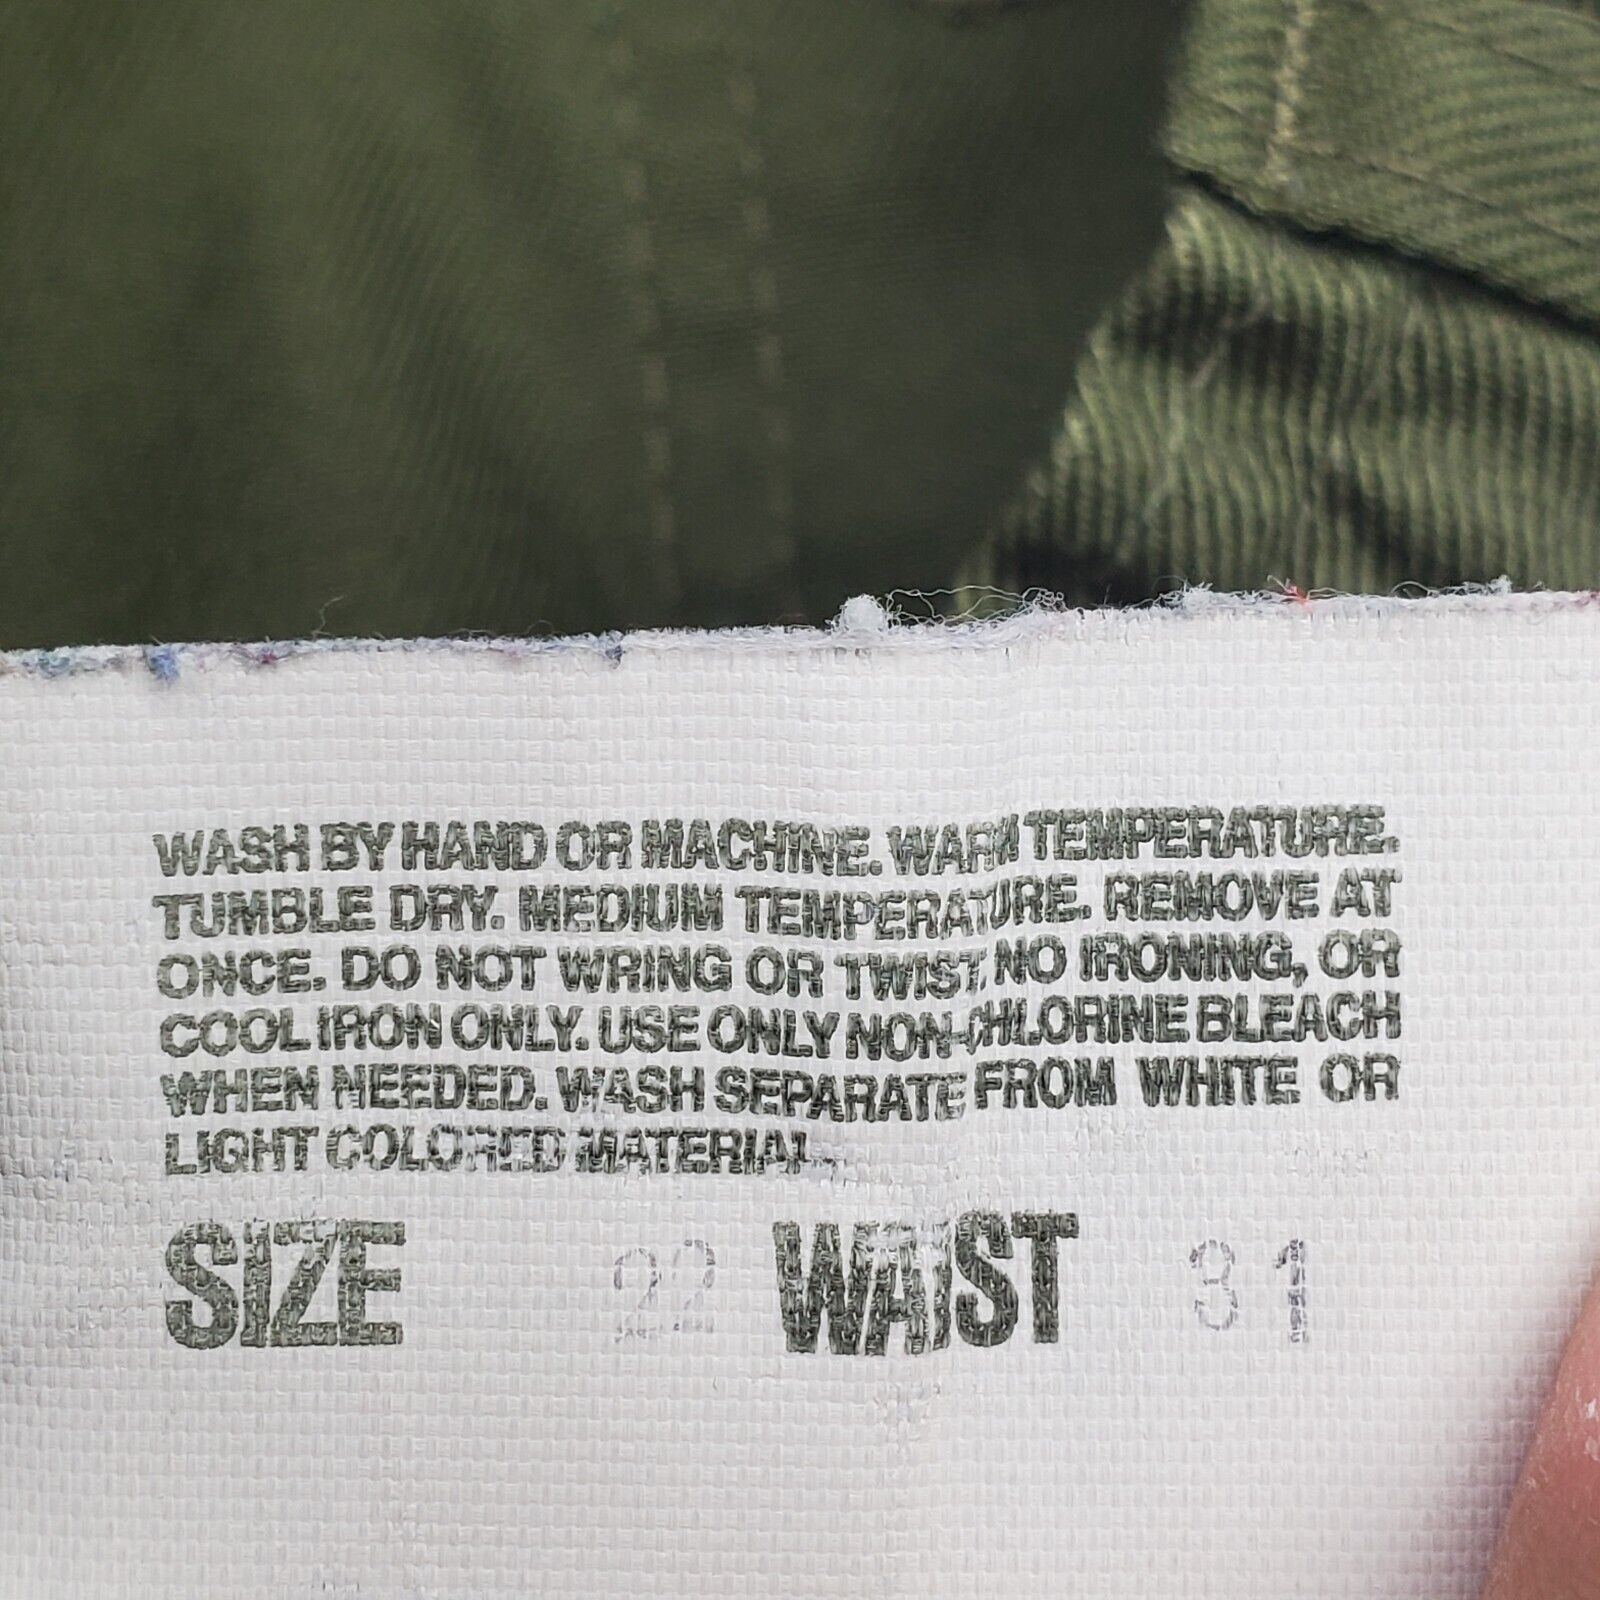 WASH BY HAND OR MACHINE. WARM TEMPERATURE.
TUMBLE DRY. MEDIUM TEMPERATURE. REMOVE AT
ONCE. DO NOT WRING OR TWIST. NO IRONING, OR
COOL IRON ONLY. USE ONLY NON-CHLORINE BLEACH
WHEN NEEDED. WASH SEPARATE FROM WHITE OR
LIGHT COLORED MATERIAL.
SIZE 22 WAIST 31